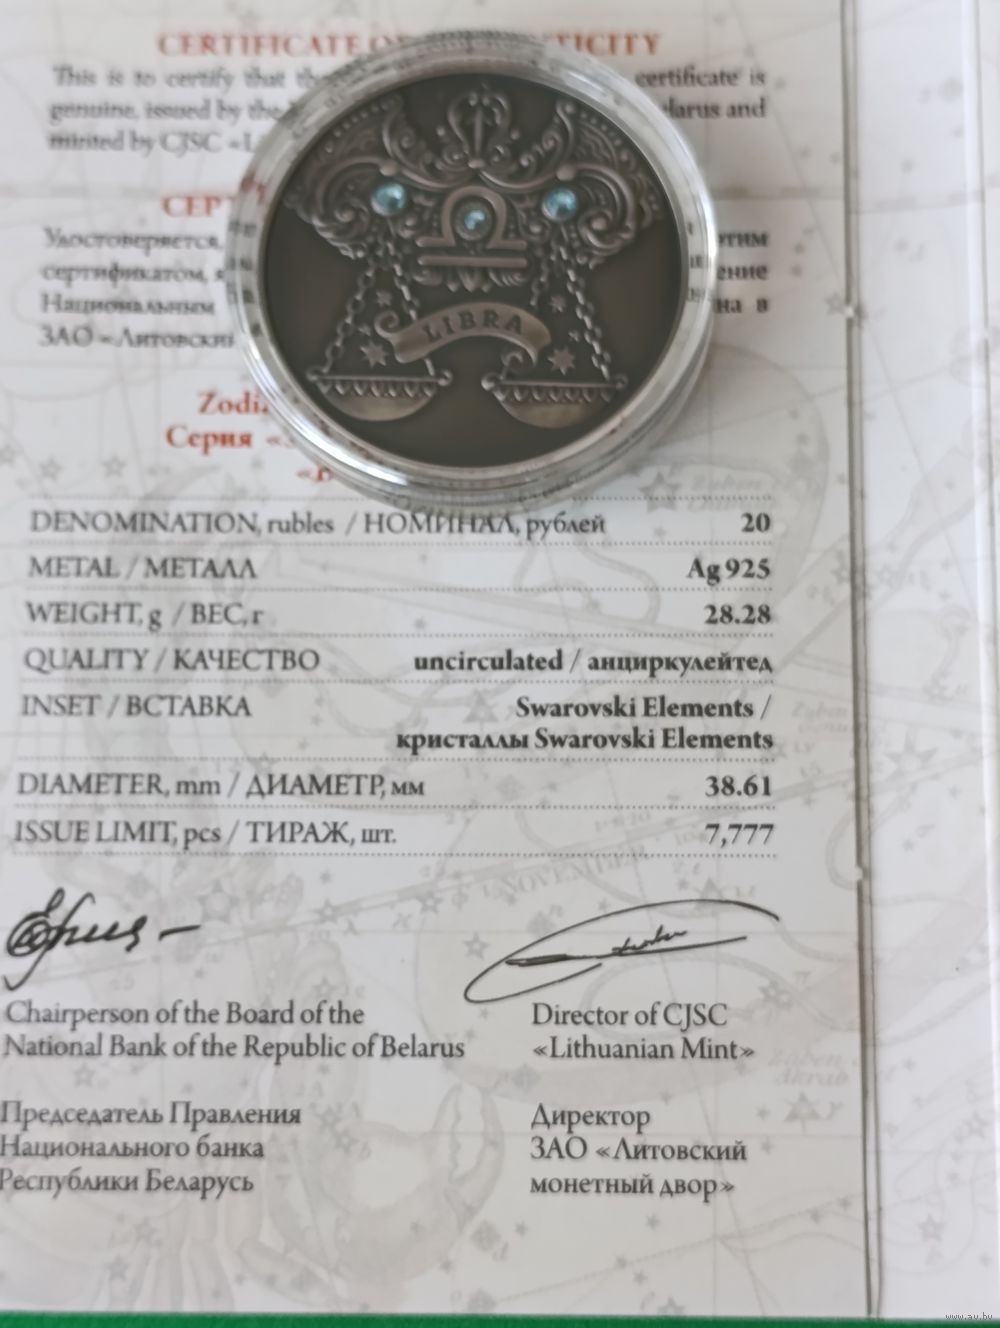 CERTIFICATE
This is to certify that certificate is
genuine, issued by the and
minted by CJSC
Удостоверяется,
сертификатом,
Национальным в
ЗАО «Литовский
Серия
LIBRA
DENOMINATION, rubles / НОМИНАЛ, рублей 20
METAL / МЕТАЛЛ Ag 925
WEIGHT, g / ВЕС, г 28.28
QUALITY / КАЧЕСТВО uncirculated / анциркулейтед
INSET / ВСТАВКА Swarovski Elements /
кристаллы Swarovski Elements
DIAMETER, mm / ДИАМЕТР, мм 38.61
ISSUE LIMIT, pcs / ТИРАЖ, шт. 7,777
NOVEMBER
Chairperson of the Board of the
National Bank of the Republic of Belarus
Director of CJSC
«Lithuanian Mint»
Председатель Правления
Национального банка
Республики Беларусь
Директор
ЗАО «Литовский
монетный двор»
www.au.by